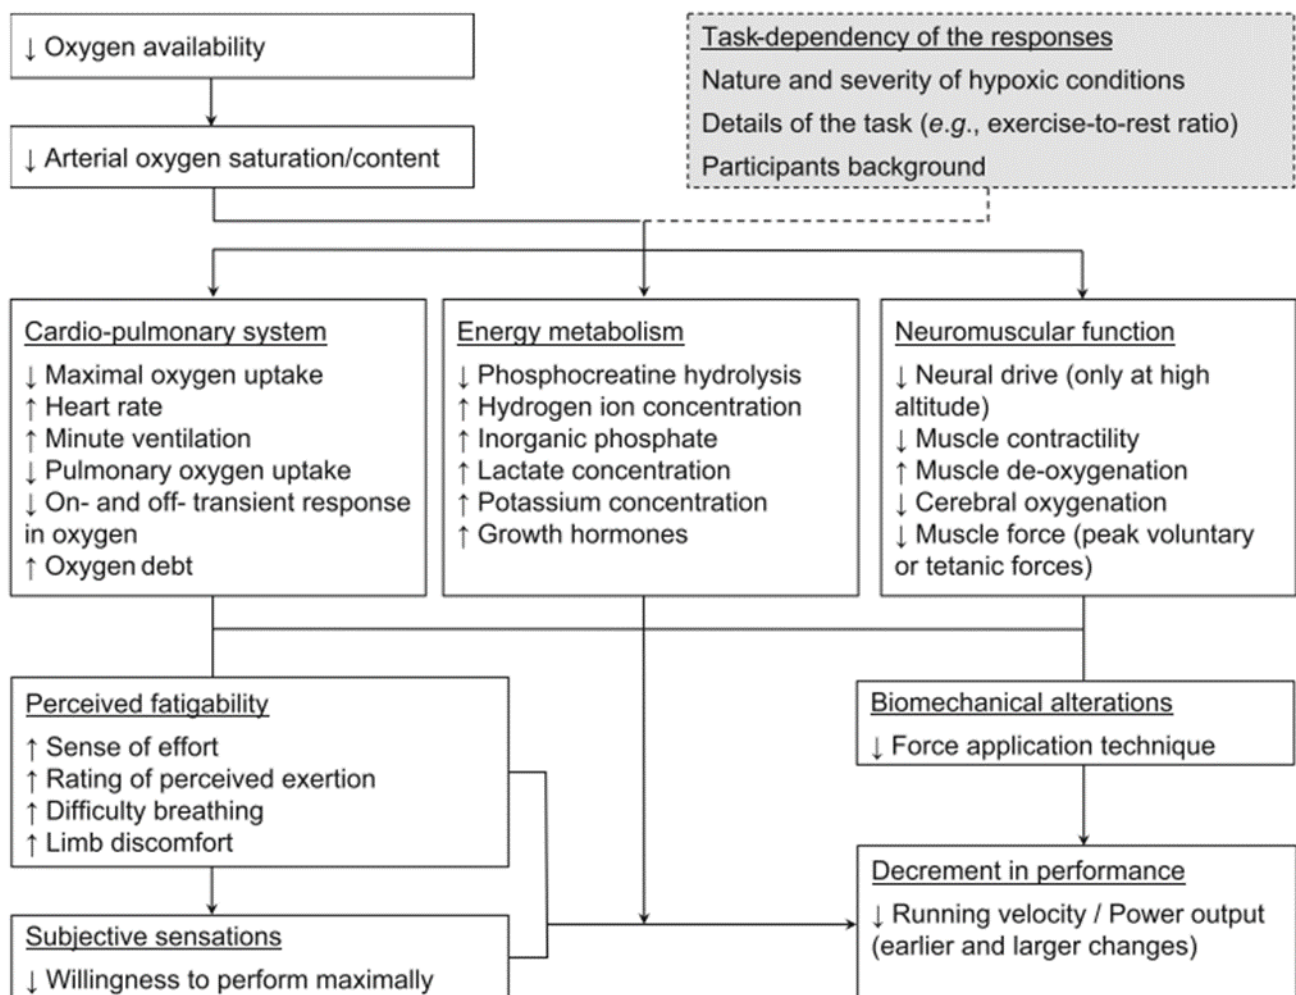 ↓ Oxygen availability
↓ Arterial oxygen saturation/content
Task-dependency of the responses
Nature and severity of hypoxic conditions
Details of the task (e.g., exercise-to-rest ratio)
Participants background
Cardio-pulmonary system
↓ Maximal oxygen uptake
↑ Heart rate
↑ Minute ventilation
↓ Pulmonary oxygen uptake
↓ On- and off- transient response
in oxygen
↑ Oxygen debt
Energy metabolism
↓ Phosphocreatine hydrolysis
↑ Hydrogen ion concentration
↑ Inorganic phosphate
↑ Lactate concentration
↑ Potassium concentration
↑ Growth hormones
Neuromuscular function
↓ Neural drive (only at high
altitude)
↓ Muscle contractility
↑ Muscle de-oxygenation
↓ Cerebral oxygenation
↓ Muscle force (peak voluntary
or tetanic forces)
Perceived fatigability
↑ Sense of effort
↑ Rating of perceived exertion
↑ Difficulty breathing
↑ Limb discomfort
Subjective sensations
↓ Willingness to perform maximally
Biomechanical alterations
↓ Force application technique
Decrement in performance
↓ Running velocity / Power output
(earlier and larger changes)